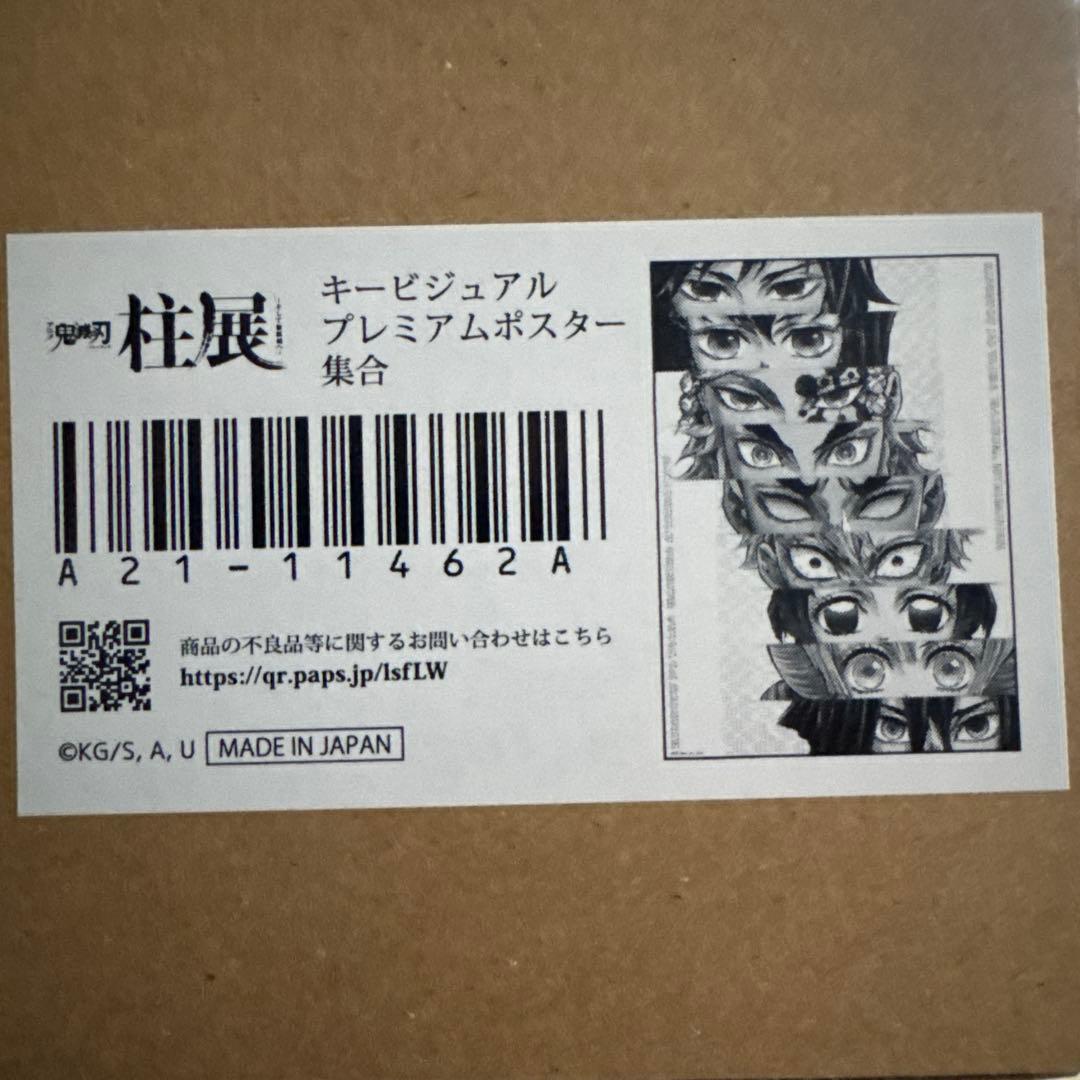 鬼滅の刃 柱展
キービジュアル
プレミアムポスター
集合
A21-11462A
商品の不良品等に関するお問い合わせはこちら
https://qr.paps.jp/lsfLW
©KG/S, A, U MADE IN JAPAN